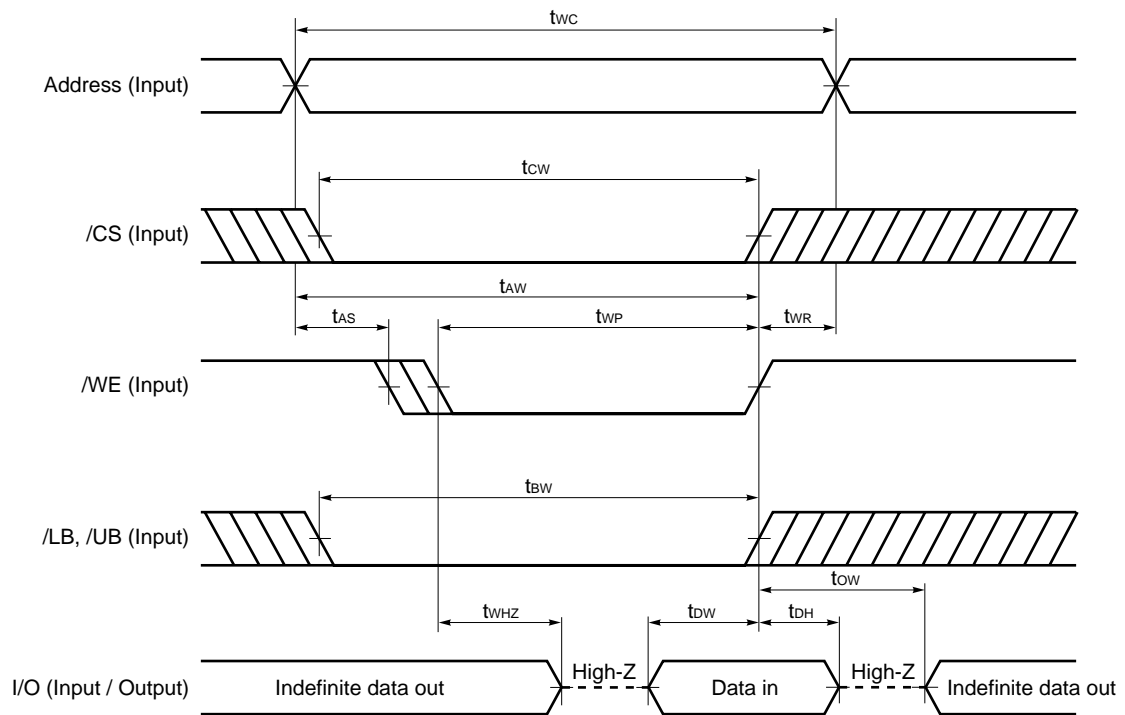 tWC
Address (Input)
tCW
/CS (Input)
tAW
tAS
tWP
tWR
/WE (Input)
tBW
/LB, /UB (Input)
tOW
tWHZ
tDW
tDH
I/O (Input / Output)
Indefinite data out
High-Z
Data in
High-Z
Indefinite data out